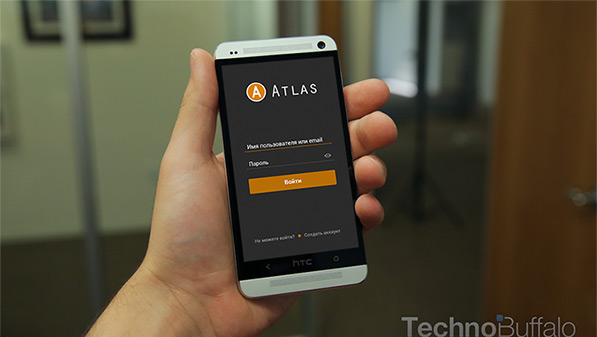 A ATLAS
Имя пользователя или email
Пароль
Войти
Не можете войти? Создать аккаунт
hTC
TechnoBuffalo